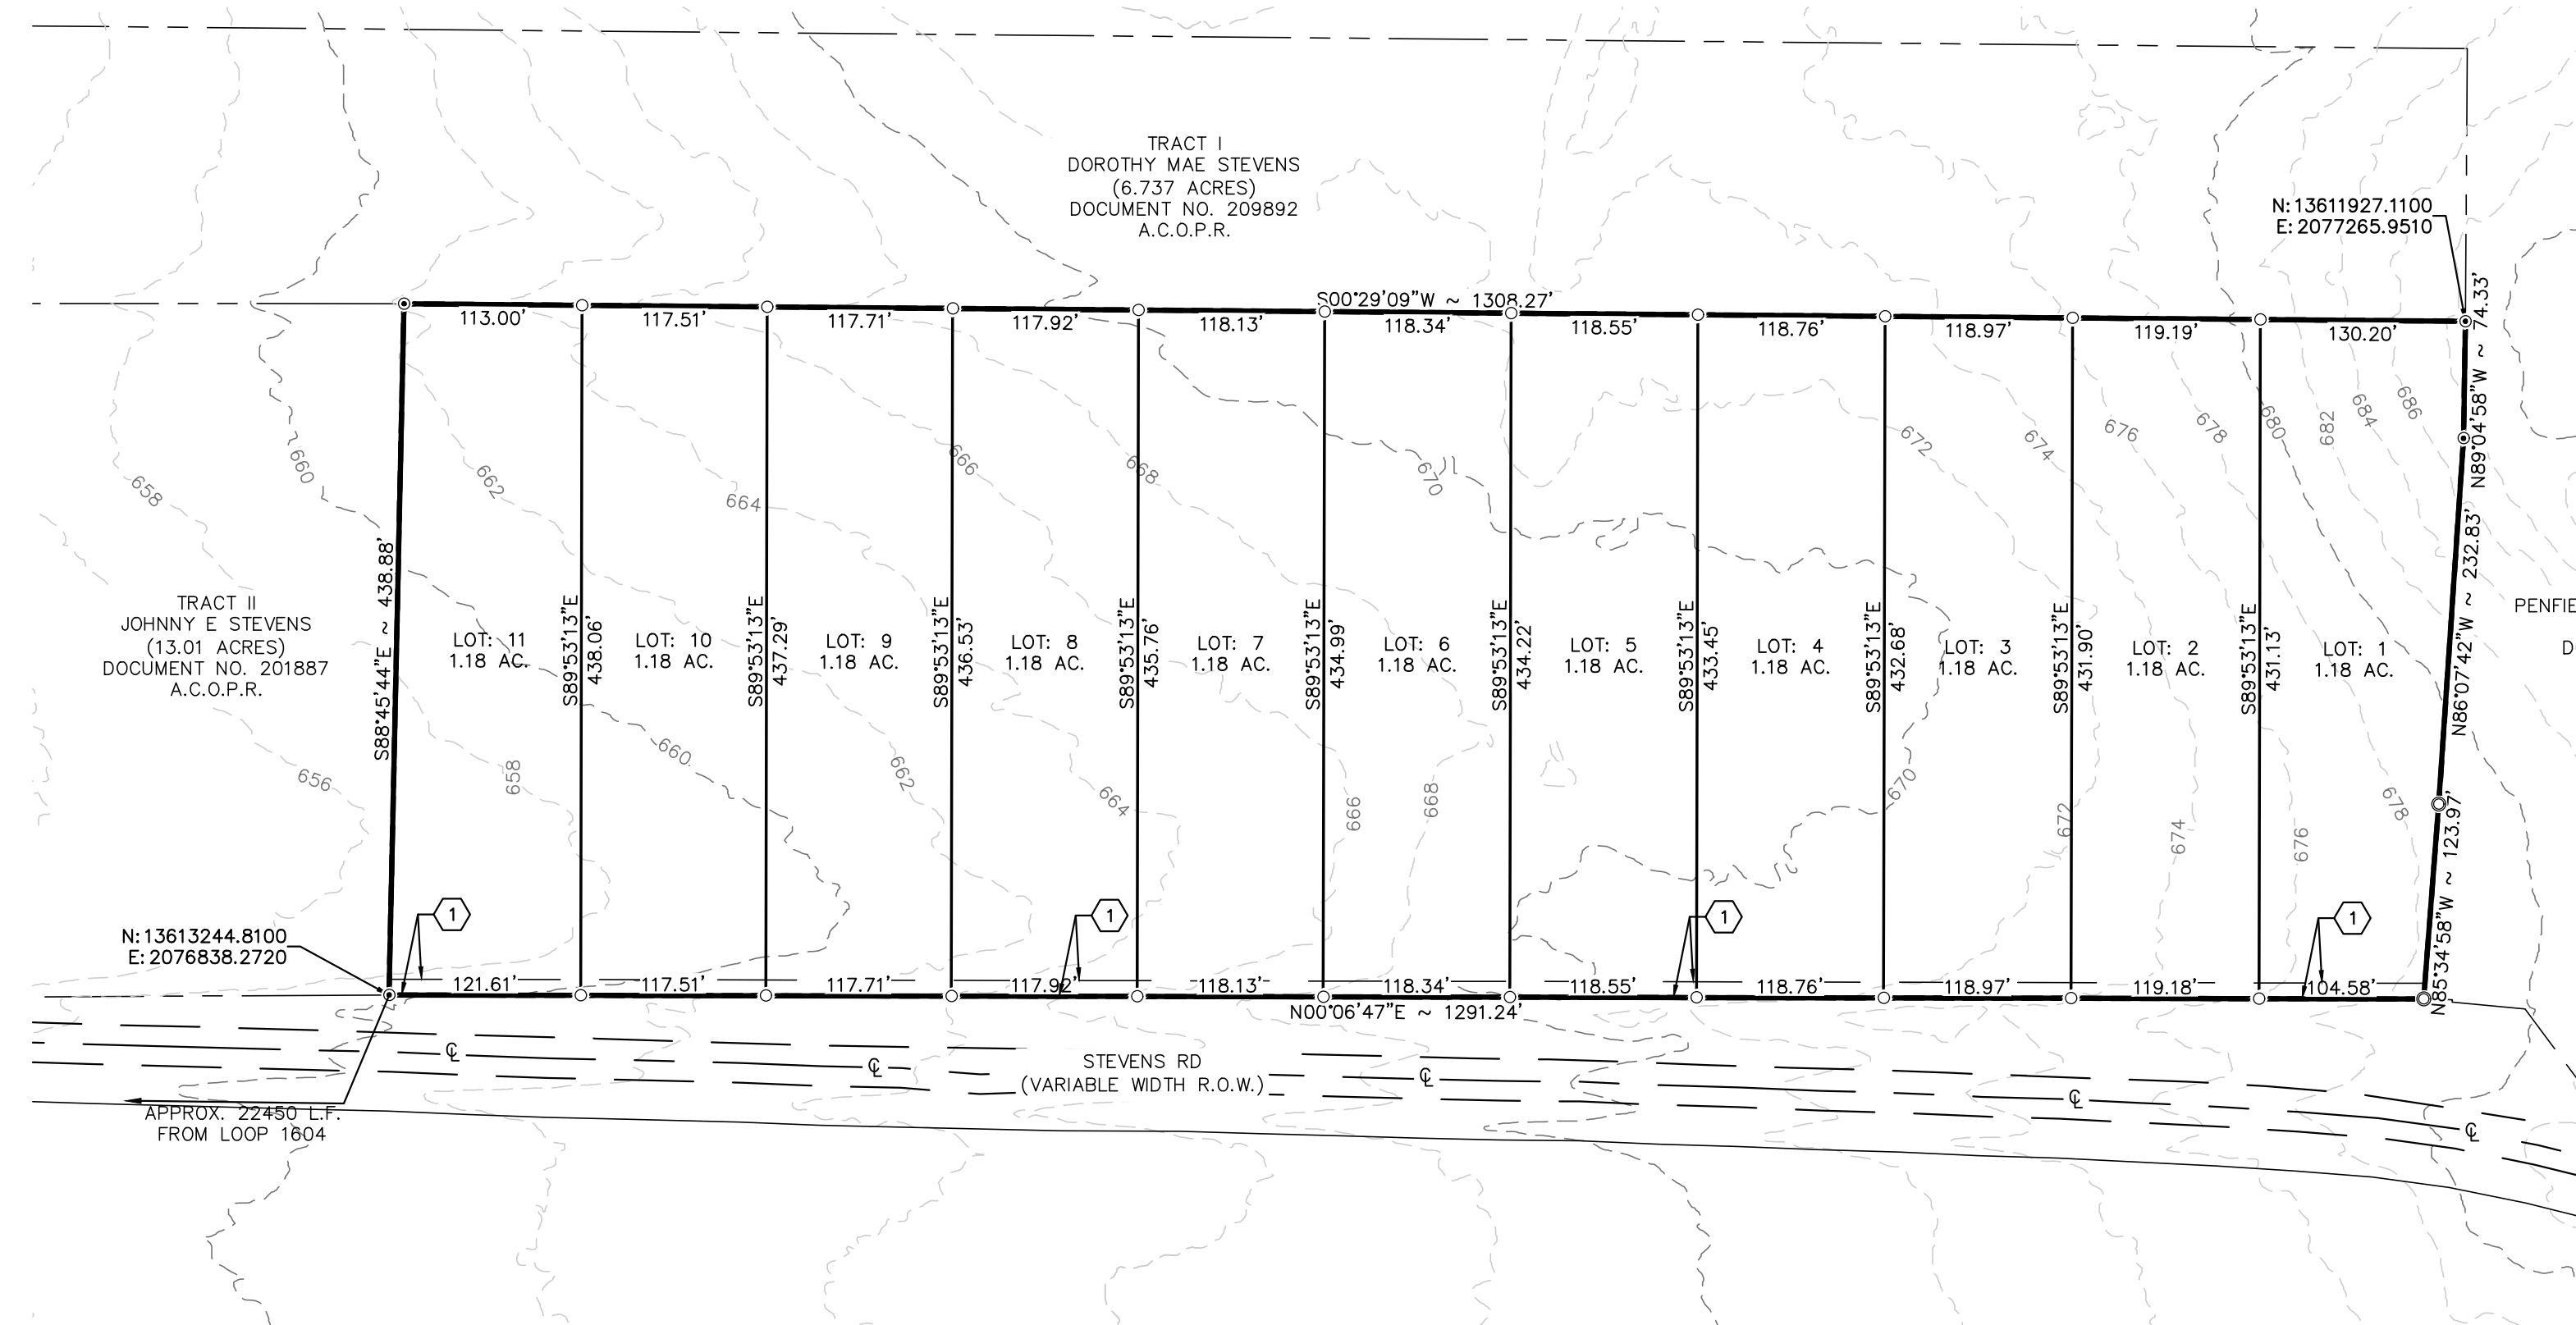 TRACT I
DOROTHY MAE STEVENS
(6.737 ACRES)
DOCUMENT NO. 209892
A.C.O.P.R.
N: 13611927.1100
E: 2077265.9510
S00°29'09"W ~ 1308.27'
113.00'
117.51'
117.71'
117.92'
118.13'
118.34'
118.55'
118.76'
118.97'
119.19'
130.20'
N89°04'58"W ~ 74.33'
N86°07'42"W ~ 232.83'
N85°34'58"W ~ 123.97'
658
660
662
664
666
668
670
672
674
676
678
680
682
684
686
TRACT II
JOHNNY E STEVENS
(13.01 ACRES)
DOCUMENT NO. 201887
A.C.O.P.R.
S88°45'44"E ~ 438.88'
LOT: 11
1.18 AC.
S89°53'13"E
438.06'
LOT: 10
1.18 AC.
S89°53'13"E
437.29'
LOT: 9
1.18 AC.
S89°53'13"E
436.53'
LOT: 8
1.18 AC.
S89°53'13"E
435.76'
LOT: 7
1.18 AC.
S89°53'13"E
434.99'
LOT: 6
1.18 AC.
S89°53'13"E
434.22'
LOT: 5
1.18 AC.
S89°53'13"E
433.45'
LOT: 4
1.18 AC.
S89°53'13"E
432.68'
LOT: 3
1.18 AC.
S89°53'13"E
431.90'
LOT: 2
1.18 AC.
S89°53'13"E
431.13'
LOT: 1
1.18 AC.
PENFIE
D
656
658
660
662
664
666
668
670
672
674
676
678
1
1
1
1
N: 13613244.8100
E: 2076838.2720
121.61'
117.51'
117.71'
117.92'
118.13'
118.34'
118.55'
118.76'
118.97'
119.18'
104.58'
N00°06'47"E ~ 1291.24'
℄
℄
℄
℄
℄
STEVENS RD
(VARIABLE WIDTH R.O.W.)
APPROX. 22450 L.F.
FROM LOOP 1604